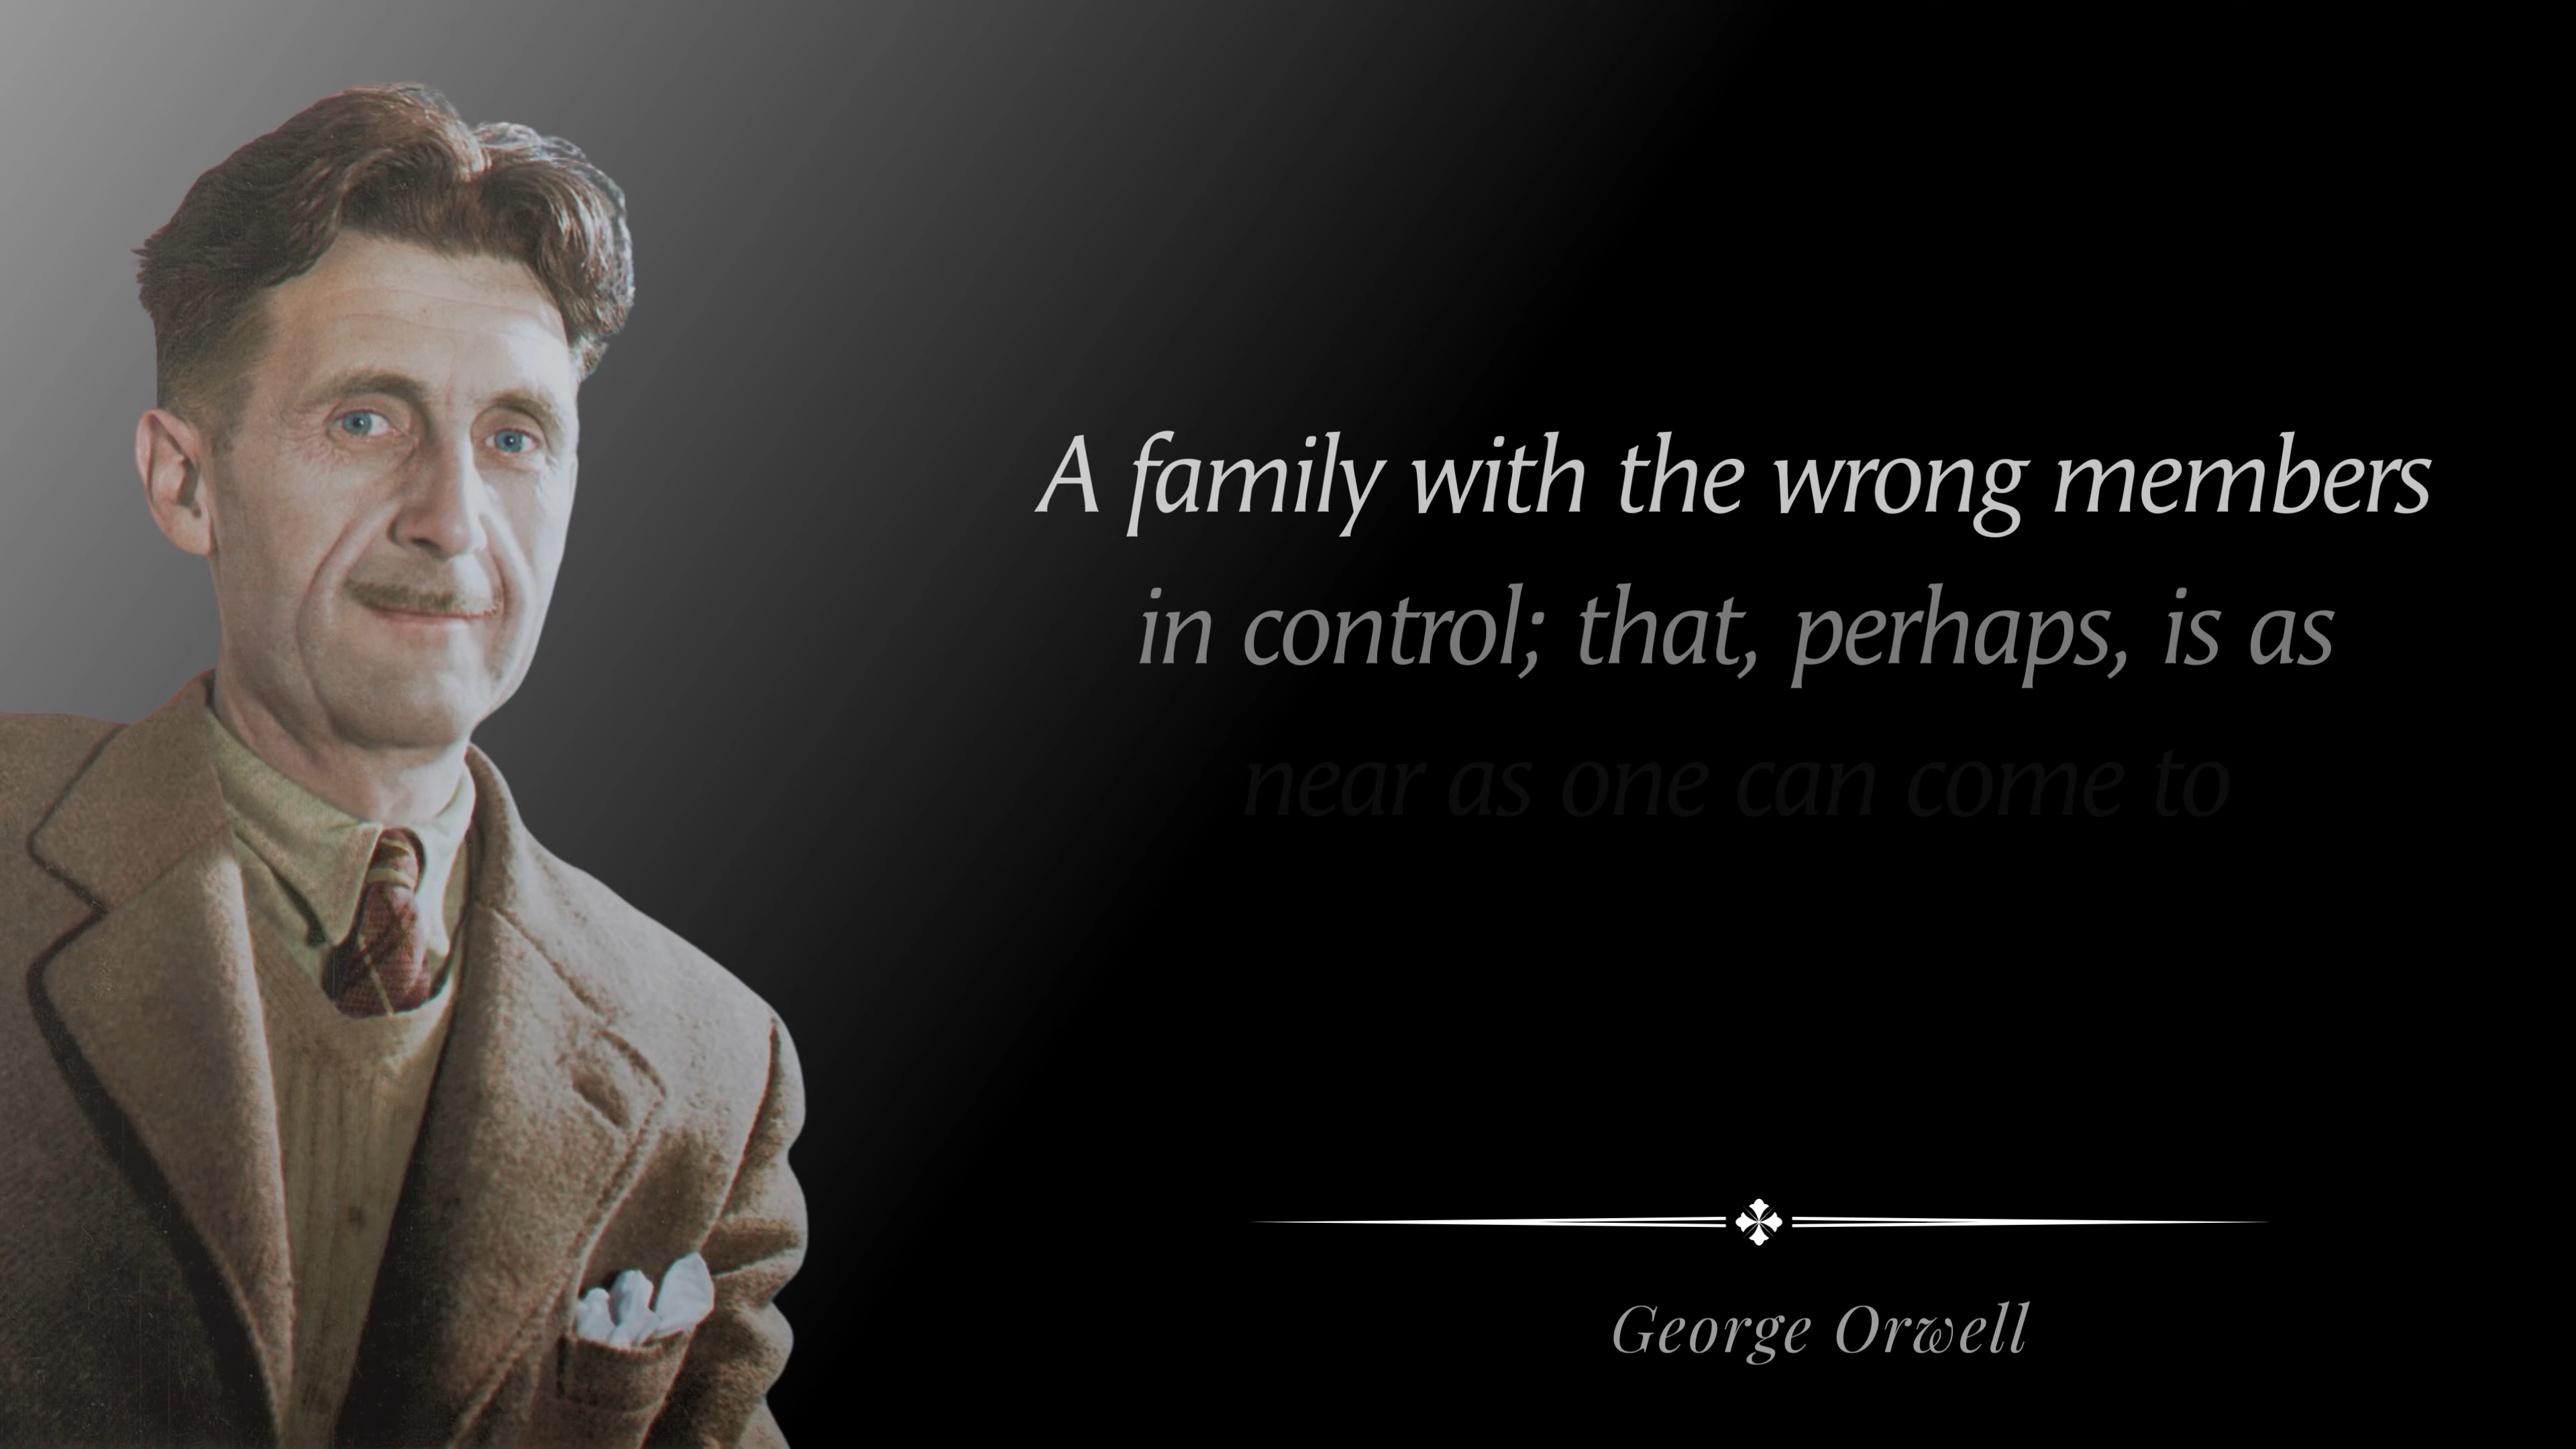 A family with the wrong members
in control; that, perhaps, is as
near as one can come to
George Orwell